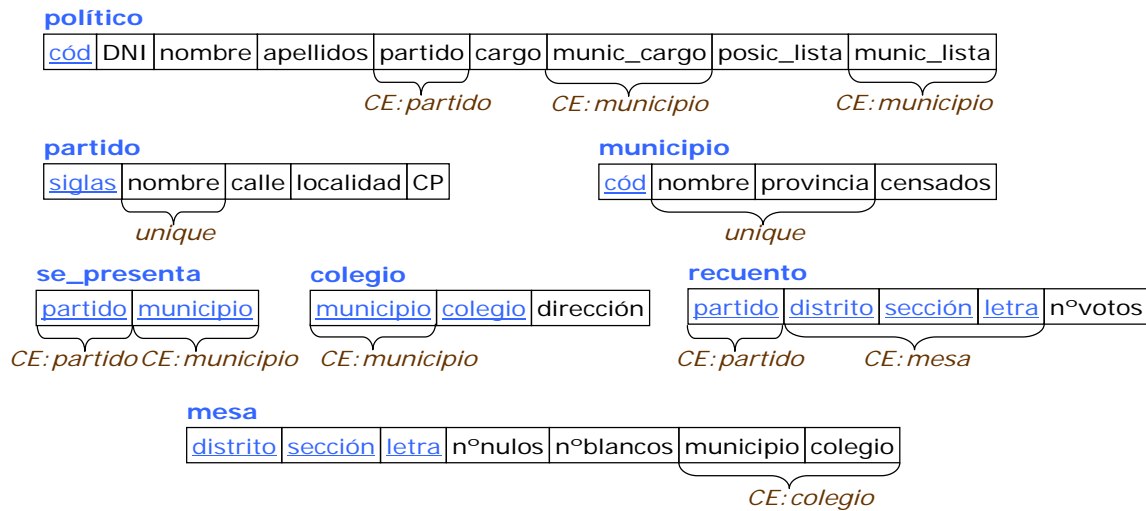 político
cód DNI nombre apellidos partido cargo munic_cargo posic_lista munic_lista
CE:partido CE:municipio CE:municipio
partido municipio
siglas nombre calle localidad CP cód nombre provincia censados
unique unique
se_presenta colegio recuento
partido municipio municipio colegio dirección partido distrito sección letra nºvotos
CE:partido CE:municipio CE:municipio CE:partido CE:mesa
mesa
distrito sección letra nºnulos nºblancos municipio colegio
CE:colegio